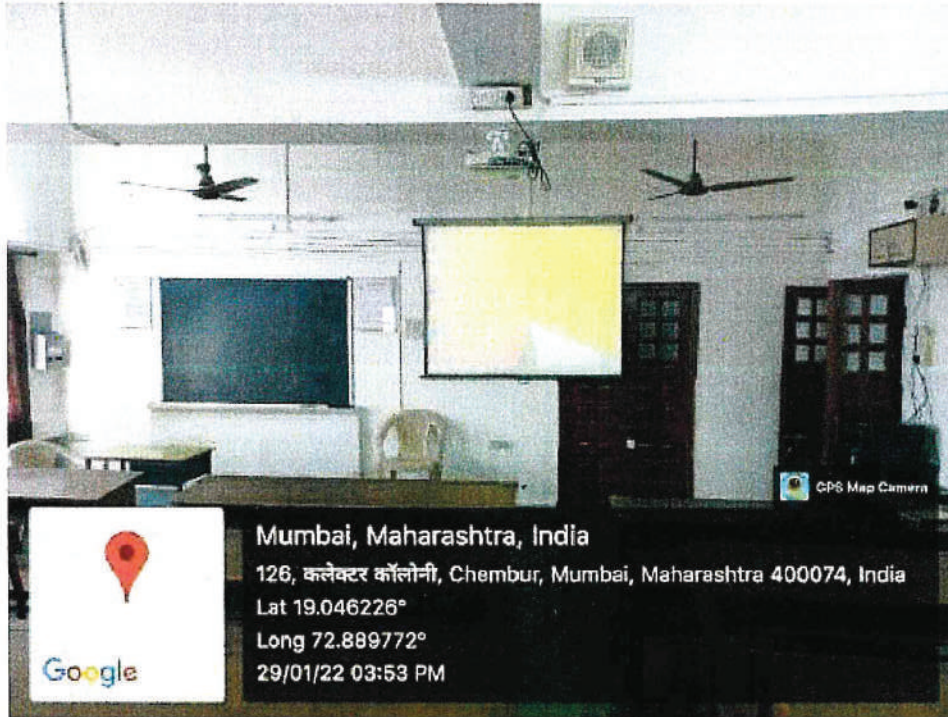 GPS Map Camera
Mumbai, Maharashtra, India
126, कलेक्टर कॉलोनी, Chembur, Mumbai, Maharashtra 400074, India
Lat 19.046226°
Long 72.889772°
29/01/22 03:53 PM
Google